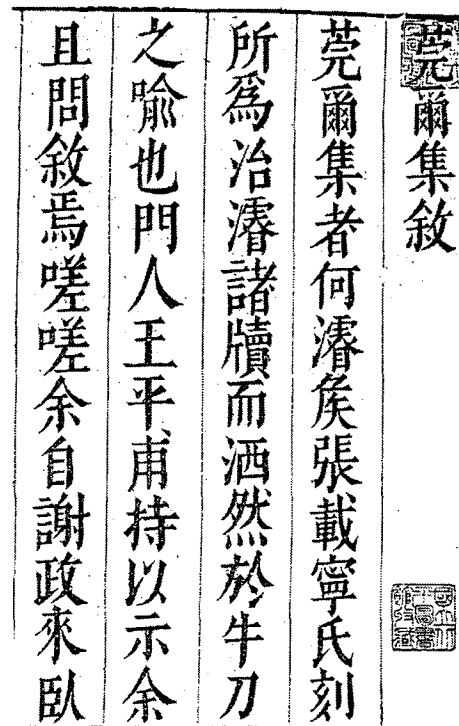 莞爾集敘
莞爾集者何濬矦張載寧氏刻
所爲治濬諸牘而洒然於牛刀
之喻也門人王平甫持以示余
且問敘焉嗟嗟余自謝政來臥